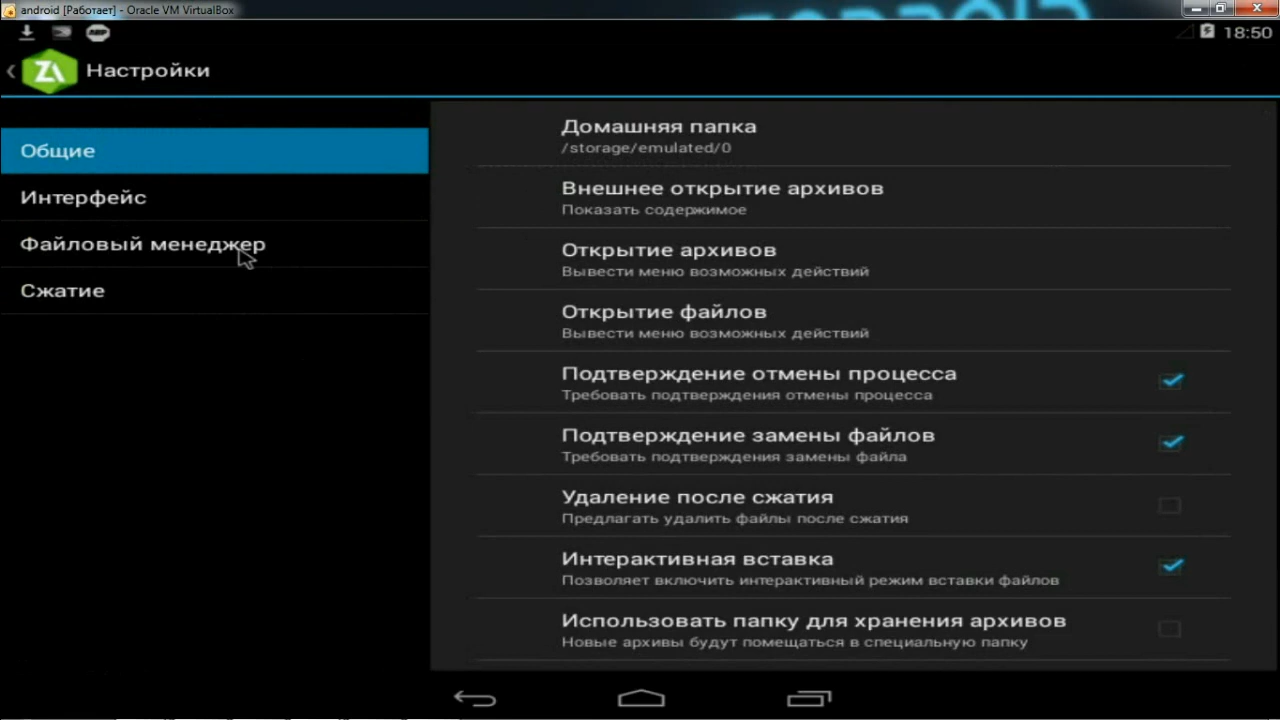 android [Работает] - Oracle VM VirtualBox
ABP
18:50
ZA
Настройки
Общие
Интерфейс
Файловый менеджер
Сжатие
Домашняя папка
/storage/emulated/0
Внешнее открытие архивов
Показать содержимое
Открытие архивов
Вывести меню возможных действий
Открытие файлов
Вывести меню возможных действий
Подтверждение отмены процесса
Требовать подтверждения отмены процесса
Подтверждение замены файлов
Требовать подтверждения замены файла
Удаление после сжатия
Предлагать удалить файлы после сжатия
Интерактивная вставка
Позволяет включить интерактивный режим вставки файлов
Использовать папку для хранения архивов
Новые архивы будут помещаться в специальную папку